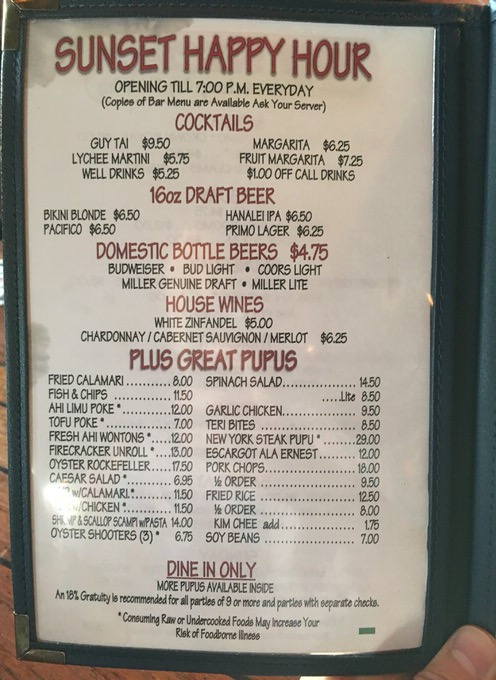 SUNSET HAPPY HOUR
OPENING TILL 7:00 P.M. EVERYDAY
(Copies of Bar Menu are Available Ask Your Server)
COCKTAILS
GUY TAI $9.50 MARGARITA $6.25
LYCHEE MARTINI $5.75 FRUIT MARGARITA $7.25
WELL DRINKS $5.25 $1.00 OFF CALL DRINKS
16oz DRAFT BEER
BIKINI BLONDE $6.50 HANALEI IPA $6.50
PACIFICO $6.50 PRIMO LAGER $6.25
DOMESTIC BOTTLE BEERS $4.75
BUDWEISER • BUD LIGHT • COORS LIGHT
MILLER GENUINE DRAFT • MILLER LITE
HOUSE WINES
WHITE ZINFANDEL $5.00
CHARDONNAY / CABERNET SAUVIGNON / MERLOT $6.25
PLUS GREAT PUPUS
FRIED CALAMARI ........... 8.00
FISH & CHIPS ............... 11.50
AHI LIMU POKE * ............ 12.00
TOFU POKE * ................ 7.00
FRESH AHI WONTONS * .... 12.00
FIRECRACKER UNROLL * ... 13.00
OYSTER ROCKEFELLER ..... 17.50
CAESAR SALAD * ............ 6.95
w/CALAMARI * ........ 11.50
w/CHICKEN * .......... 11.50
SHRIMP & SCALLOP SCAMPI w/PASTA 14.00
OYSTER SHOOTERS (3) * 6.75
SPINACH SALAD .................. 14.50
.....Lite 8.50
GARLIC CHICKEN .................. 9.50
TERI BITES ........................ 8.50
NEW YORK STEAK PUPU * ....... 29.00
ESCARGOT ALA ERNEST .......... 12.00
PORK CHOPS ...................... 18.00
½ ORDER ........................ 9.50
FRIED RICE ....................... 12.50
½ ORDER ........................ 8.00
KIM CHEE add .................... 1.75
SOY BEANS ........................ 7.00
DINE IN ONLY
MORE PUPUS AVAILABLE INSIDE
An 18% Gratuity is recommended for all parties of 9 or more and parties with separate checks.
* Consuming Raw or Undercooked Foods May Increase Your
Risk of Foodborne Illness